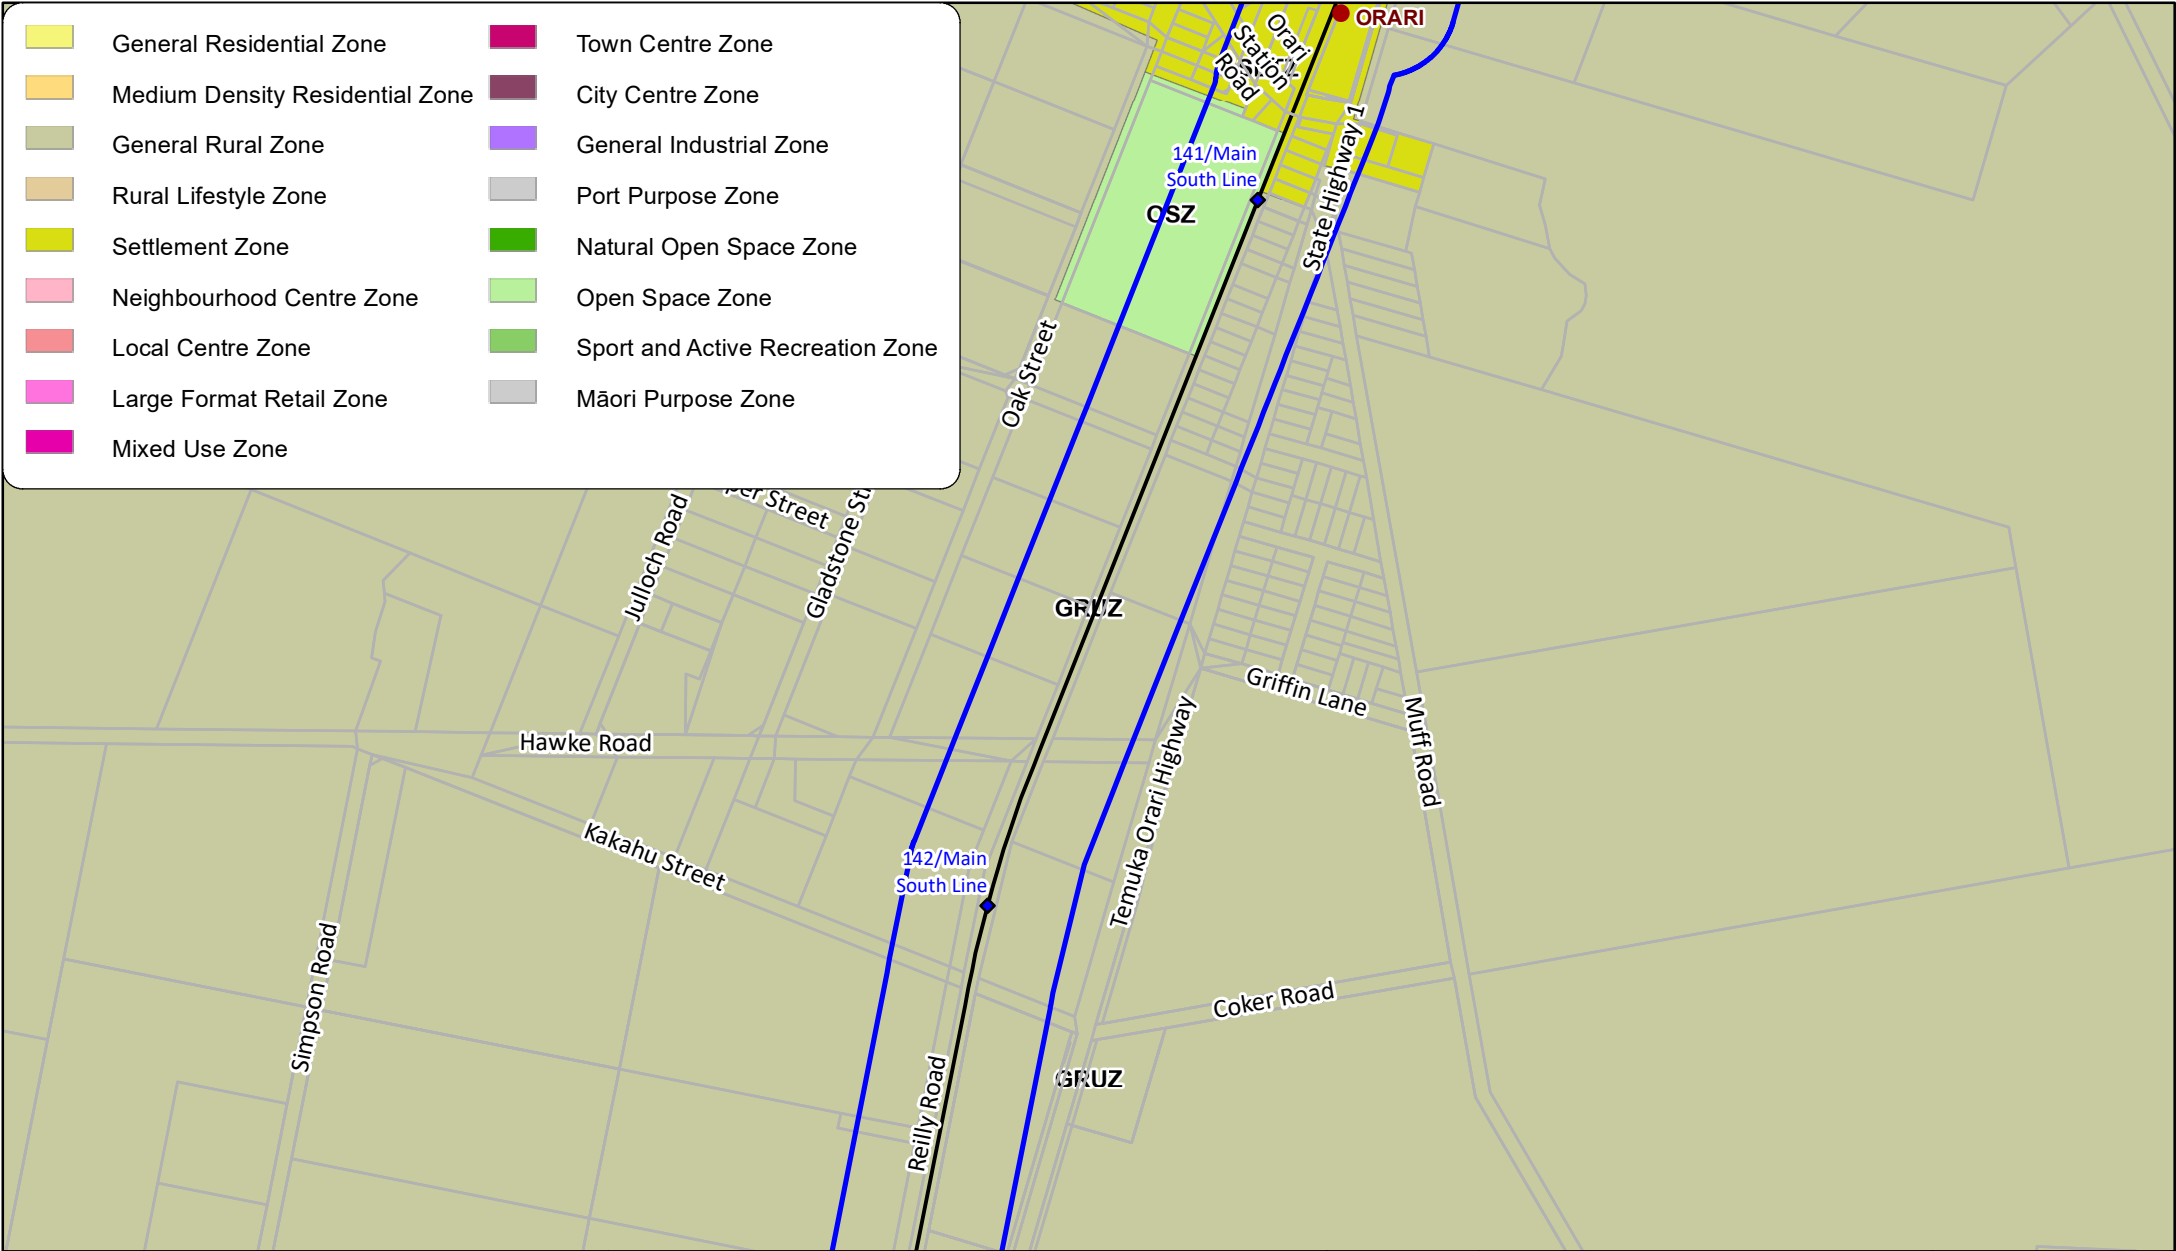 General Residential Zone
Medium Density Residential Zone
General Rural Zone
Rural Lifestyle Zone
Settlement Zone
Neighbourhood Centre Zone
Local Centre Zone
Large Format Retail Zone
Mixed Use Zone
Town Centre Zone
City Centre Zone
General Industrial Zone
Port Purpose Zone
Natural Open Space Zone
Open Space Zone
Sport and Active Recreation Zone
Māori Purpose Zone
ORARI
Orari
Station
Road
141/Main
South Line
OSZ
State Highway 1
Oak Street
Street
Julloch Road
Gladstone
GRUZ
Griffin Lane
Muff Road
Hawke Road
Temuka Orari Highway
Kakahu Street
142/Main
South Line
Simpson Road
Coker Road
Reilly Road
GRUZ